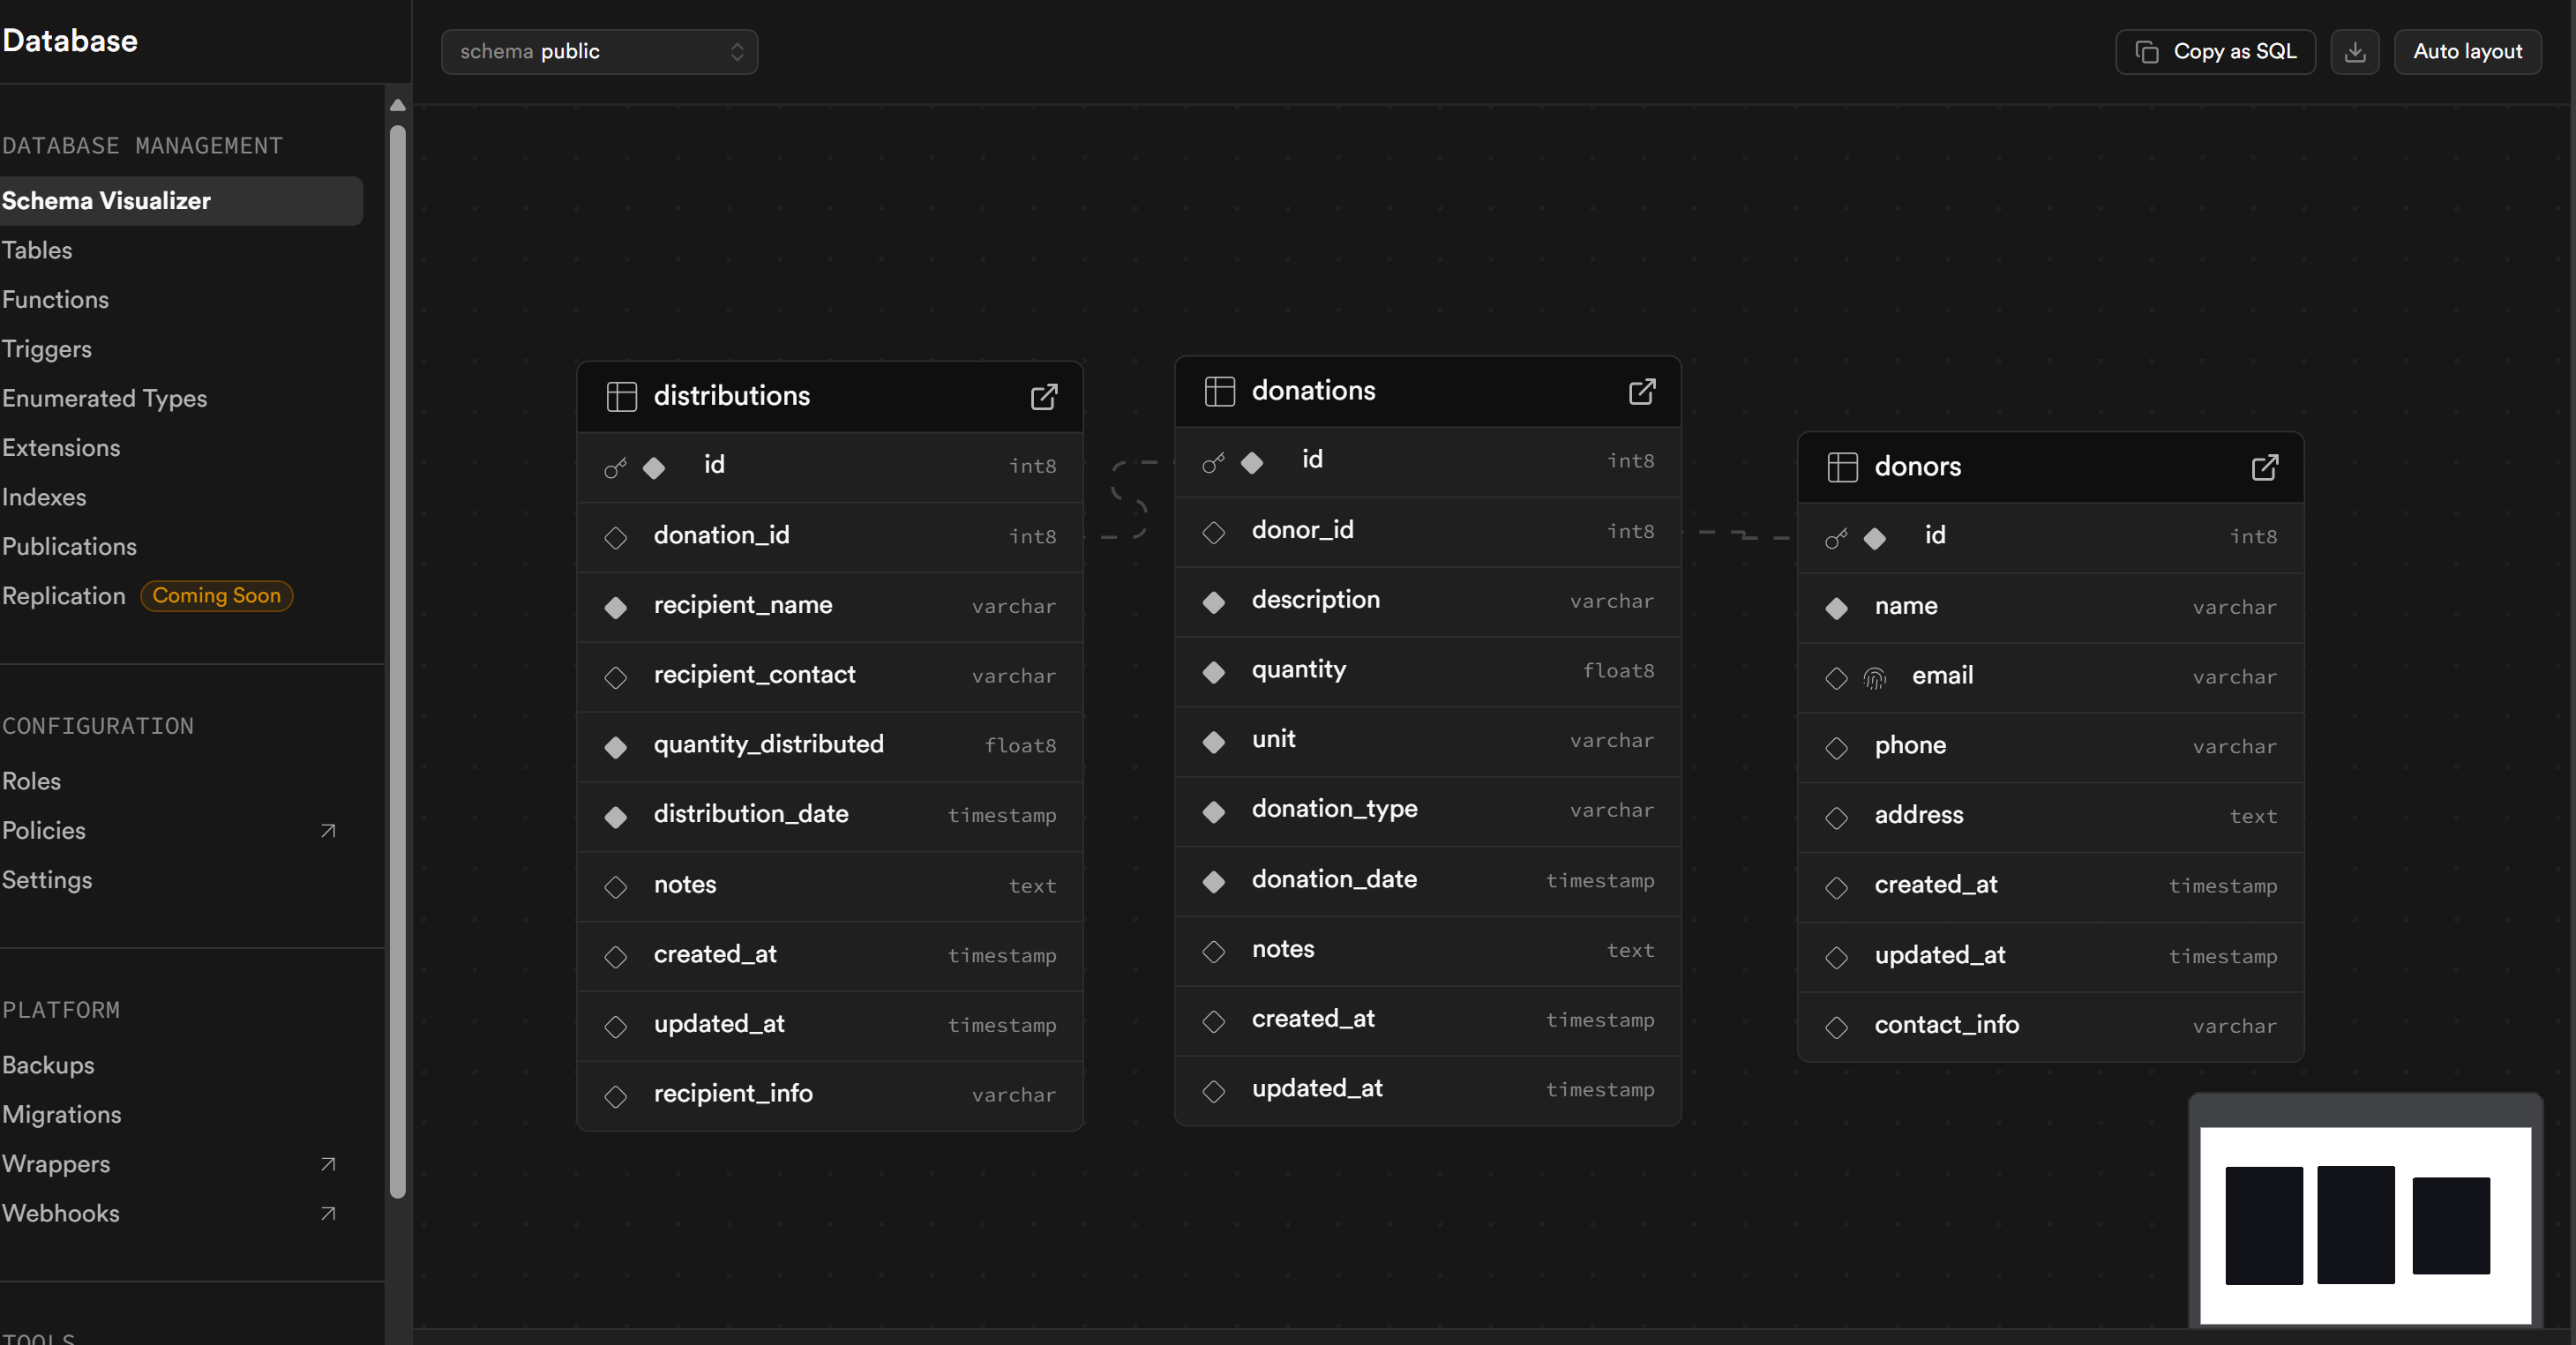 Database
schema public
Copy as SQL
Auto layout
DATABASE MANAGEMENT
Schema Visualizer
Tables
Functions
Triggers
Enumerated Types
Extensions
Indexes
Publications
Replication Coming Soon
CONFIGURATION
Roles
Policies
Settings
PLATFORM
Backups
Migrations
Wrappers
Webhooks
TOOLS
distributions
id int8
donation_id int8
recipient_name varchar
recipient_contact varchar
quantity_distributed float8
distribution_date timestamp
notes text
created_at timestamp
updated_at timestamp
recipient_info varchar
donations
id int8
donor_id int8
description varchar
quantity float8
unit varchar
donation_type varchar
donation_date timestamp
notes text
created_at timestamp
updated_at timestamp
donors
id int8
name varchar
email varchar
phone varchar
address text
created_at timestamp
updated_at timestamp
contact_info varchar